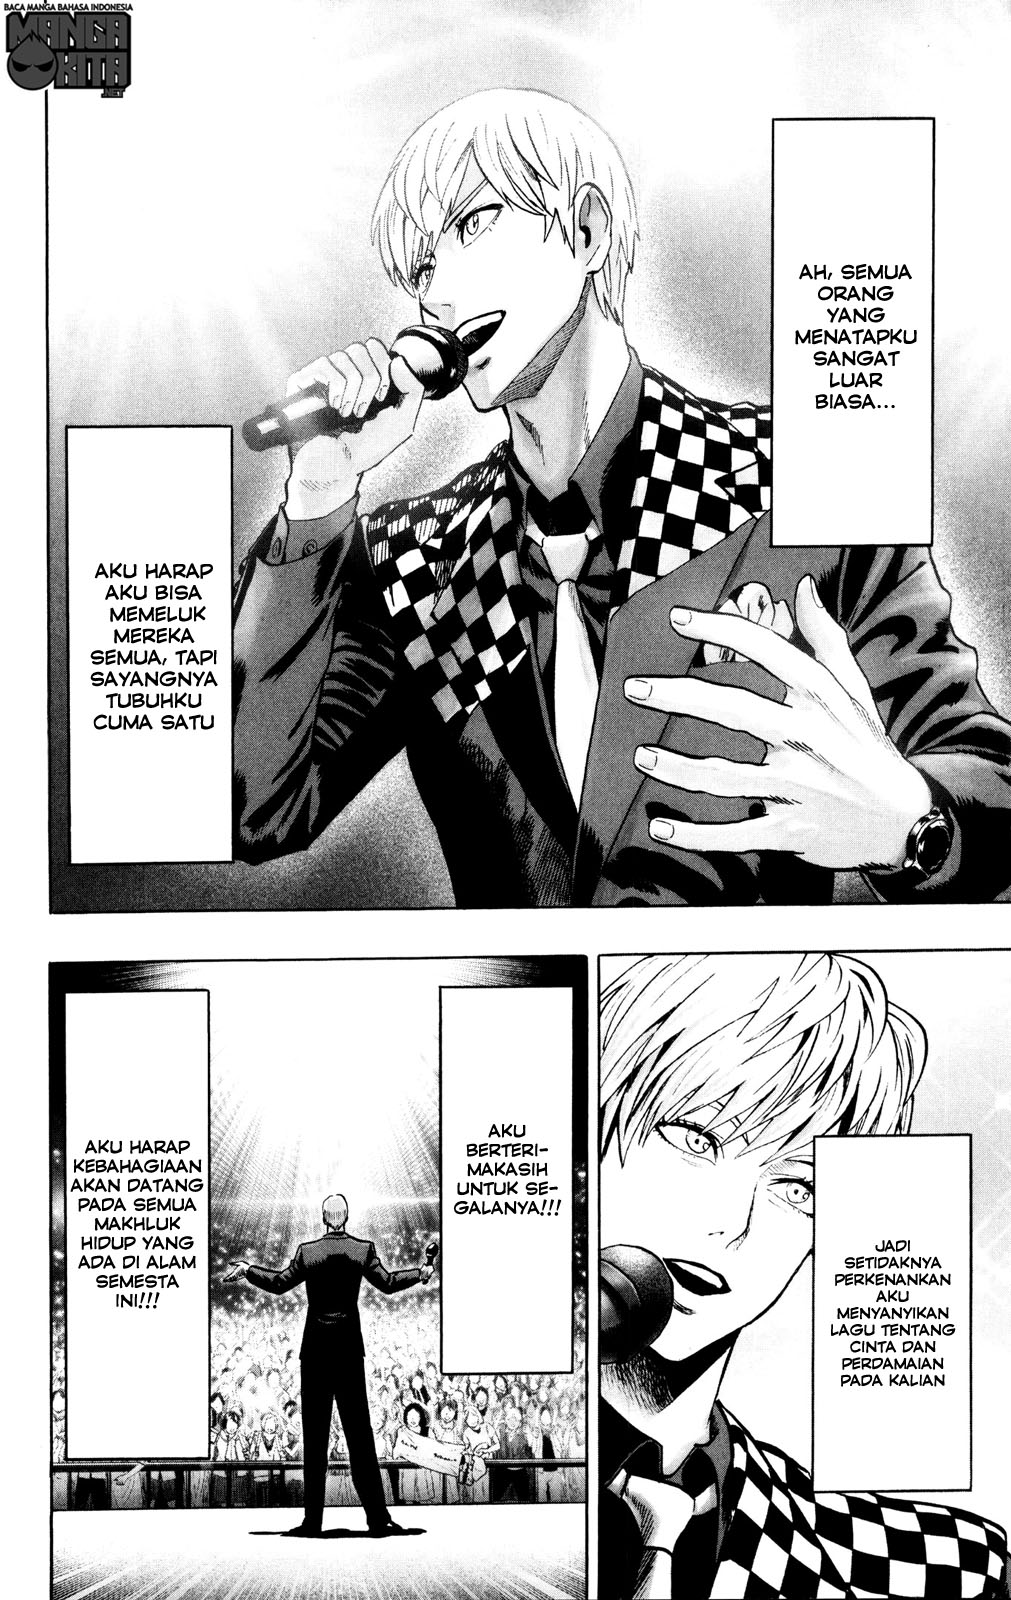 BACA MANGA BAHASA INDONESIA
MANGA
KITA
.NET
AH, SEMUA
ORANG
YANG
MENATAPKU
SANGAT
LUAR
BIASA...
AKU HARAP
AKU BISA
MEMELUK
MEREKA
SEMUA, TAPI
SAYANGNYA
TUBUHKU
CUMA SATU
JADI
SETIDAKNYA
PERKENANKAN
AKU
MENYANYIKAN
LAGU TENTANG
CINTA DAN
PERDAMAIAN
PADA KALIAN
AKU
BERTERI-
MAKASIH
UNTUK SE-
GALANYA!!!
AKU HARAP
KEBAHAGIAAN
AKAN DATANG
PADA SEMUA
MAKHLUK
HIDUP YANG
ADA DI ALAM
SEMESTA
INI!!!